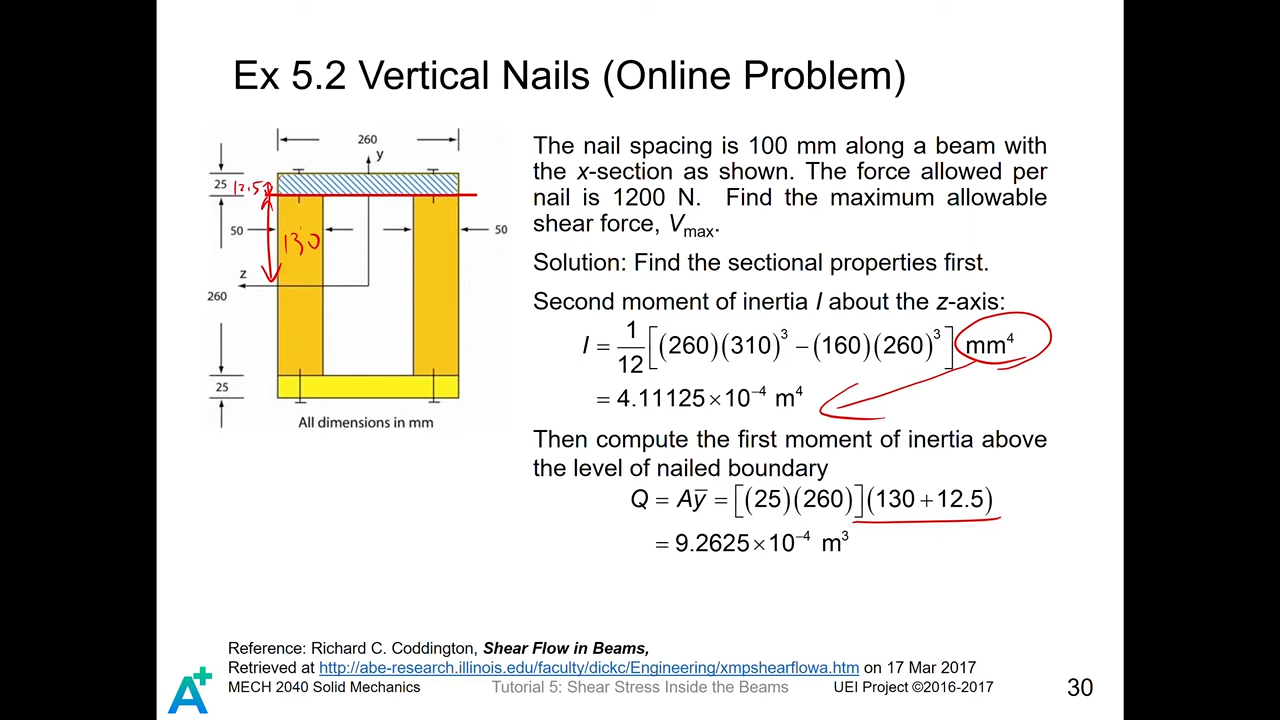 Ex 5.2 Vertical Nails (Online Problem)
260
y
25
12.5
50
130
50
z
260
25
All dimensions in mm
The nail spacing is 100 mm along a beam with
the x-section as shown. The force allowed per
nail is 1200 N. Find the maximum allowable
shear force, Vmax.
Solution: Find the sectional properties first.
Second moment of inertia I about the z-axis:
I = 1/12 [(260)(310)³ − (160)(260)³] mm⁴
= 4.11125 × 10⁻⁴ m⁴
Then compute the first moment of inertia above
the level of nailed boundary
Q = Aȳ = [(25)(260)](130 + 12.5)
= 9.2625 × 10⁻⁴ m³
Reference: Richard C. Coddington, Shear Flow in Beams,
Retrieved at http://abe-research.illinois.edu/faculty/dickc/Engineering/xmpshearflowa.htm on 17 Mar 2017
A+
MECH 2040 Solid Mechanics
Tutorial 5: Shear Stress Inside the Beams
UEI Project ©2016-2017
30